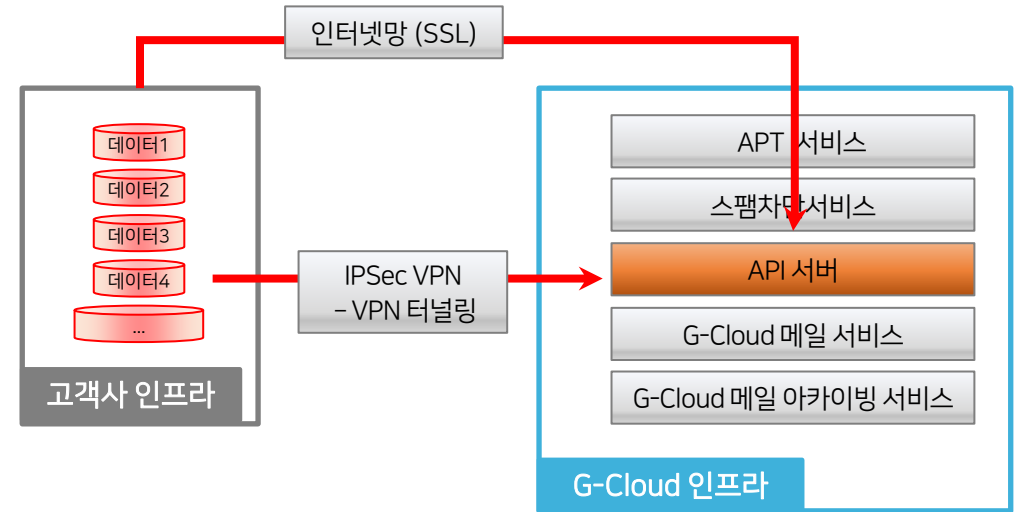 인터넷망 (SSL)
데이터1
데이터2
데이터3
데이터4
...
고객사 인프라
IPSec VPN
– VPN 터널링
APT 서비스
스팸차단서비스
API 서버
G-Cloud 메일 서비스
G-Cloud 메일 아카이빙 서비스
G-Cloud 인프라